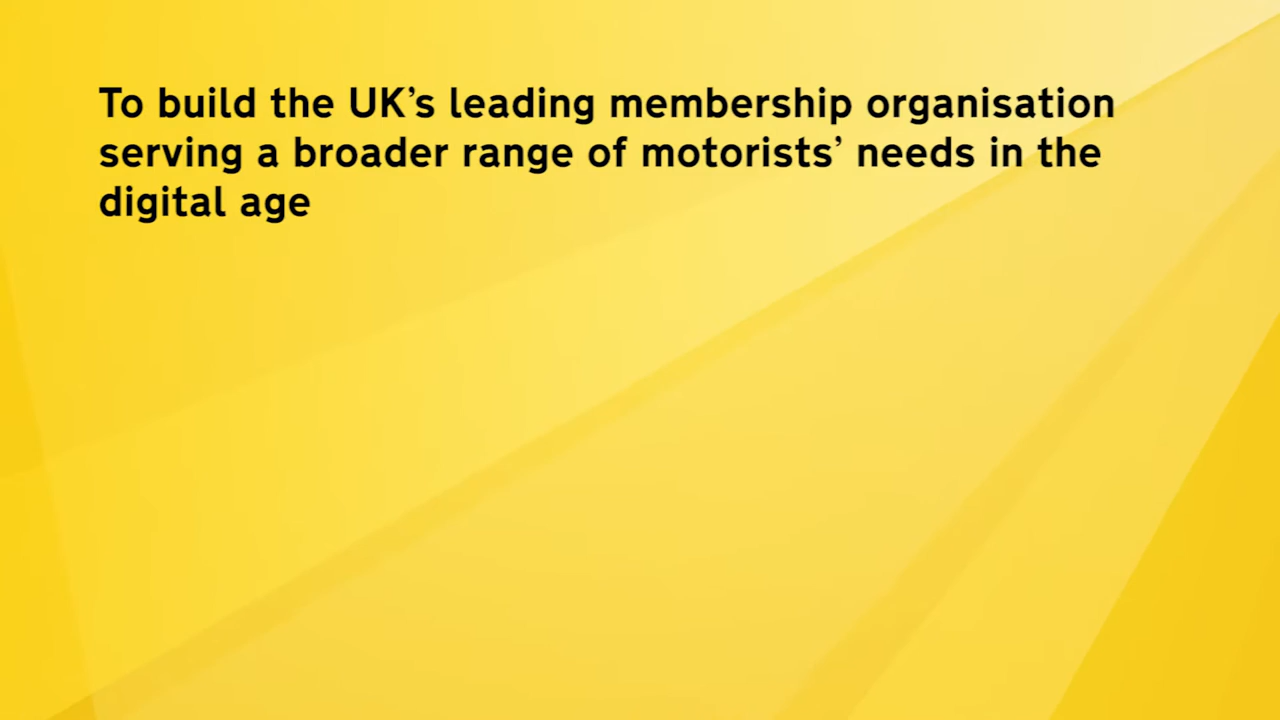 To build the UK’s leading membership organisation
serving a broader range of motorists’ needs in the
digital age